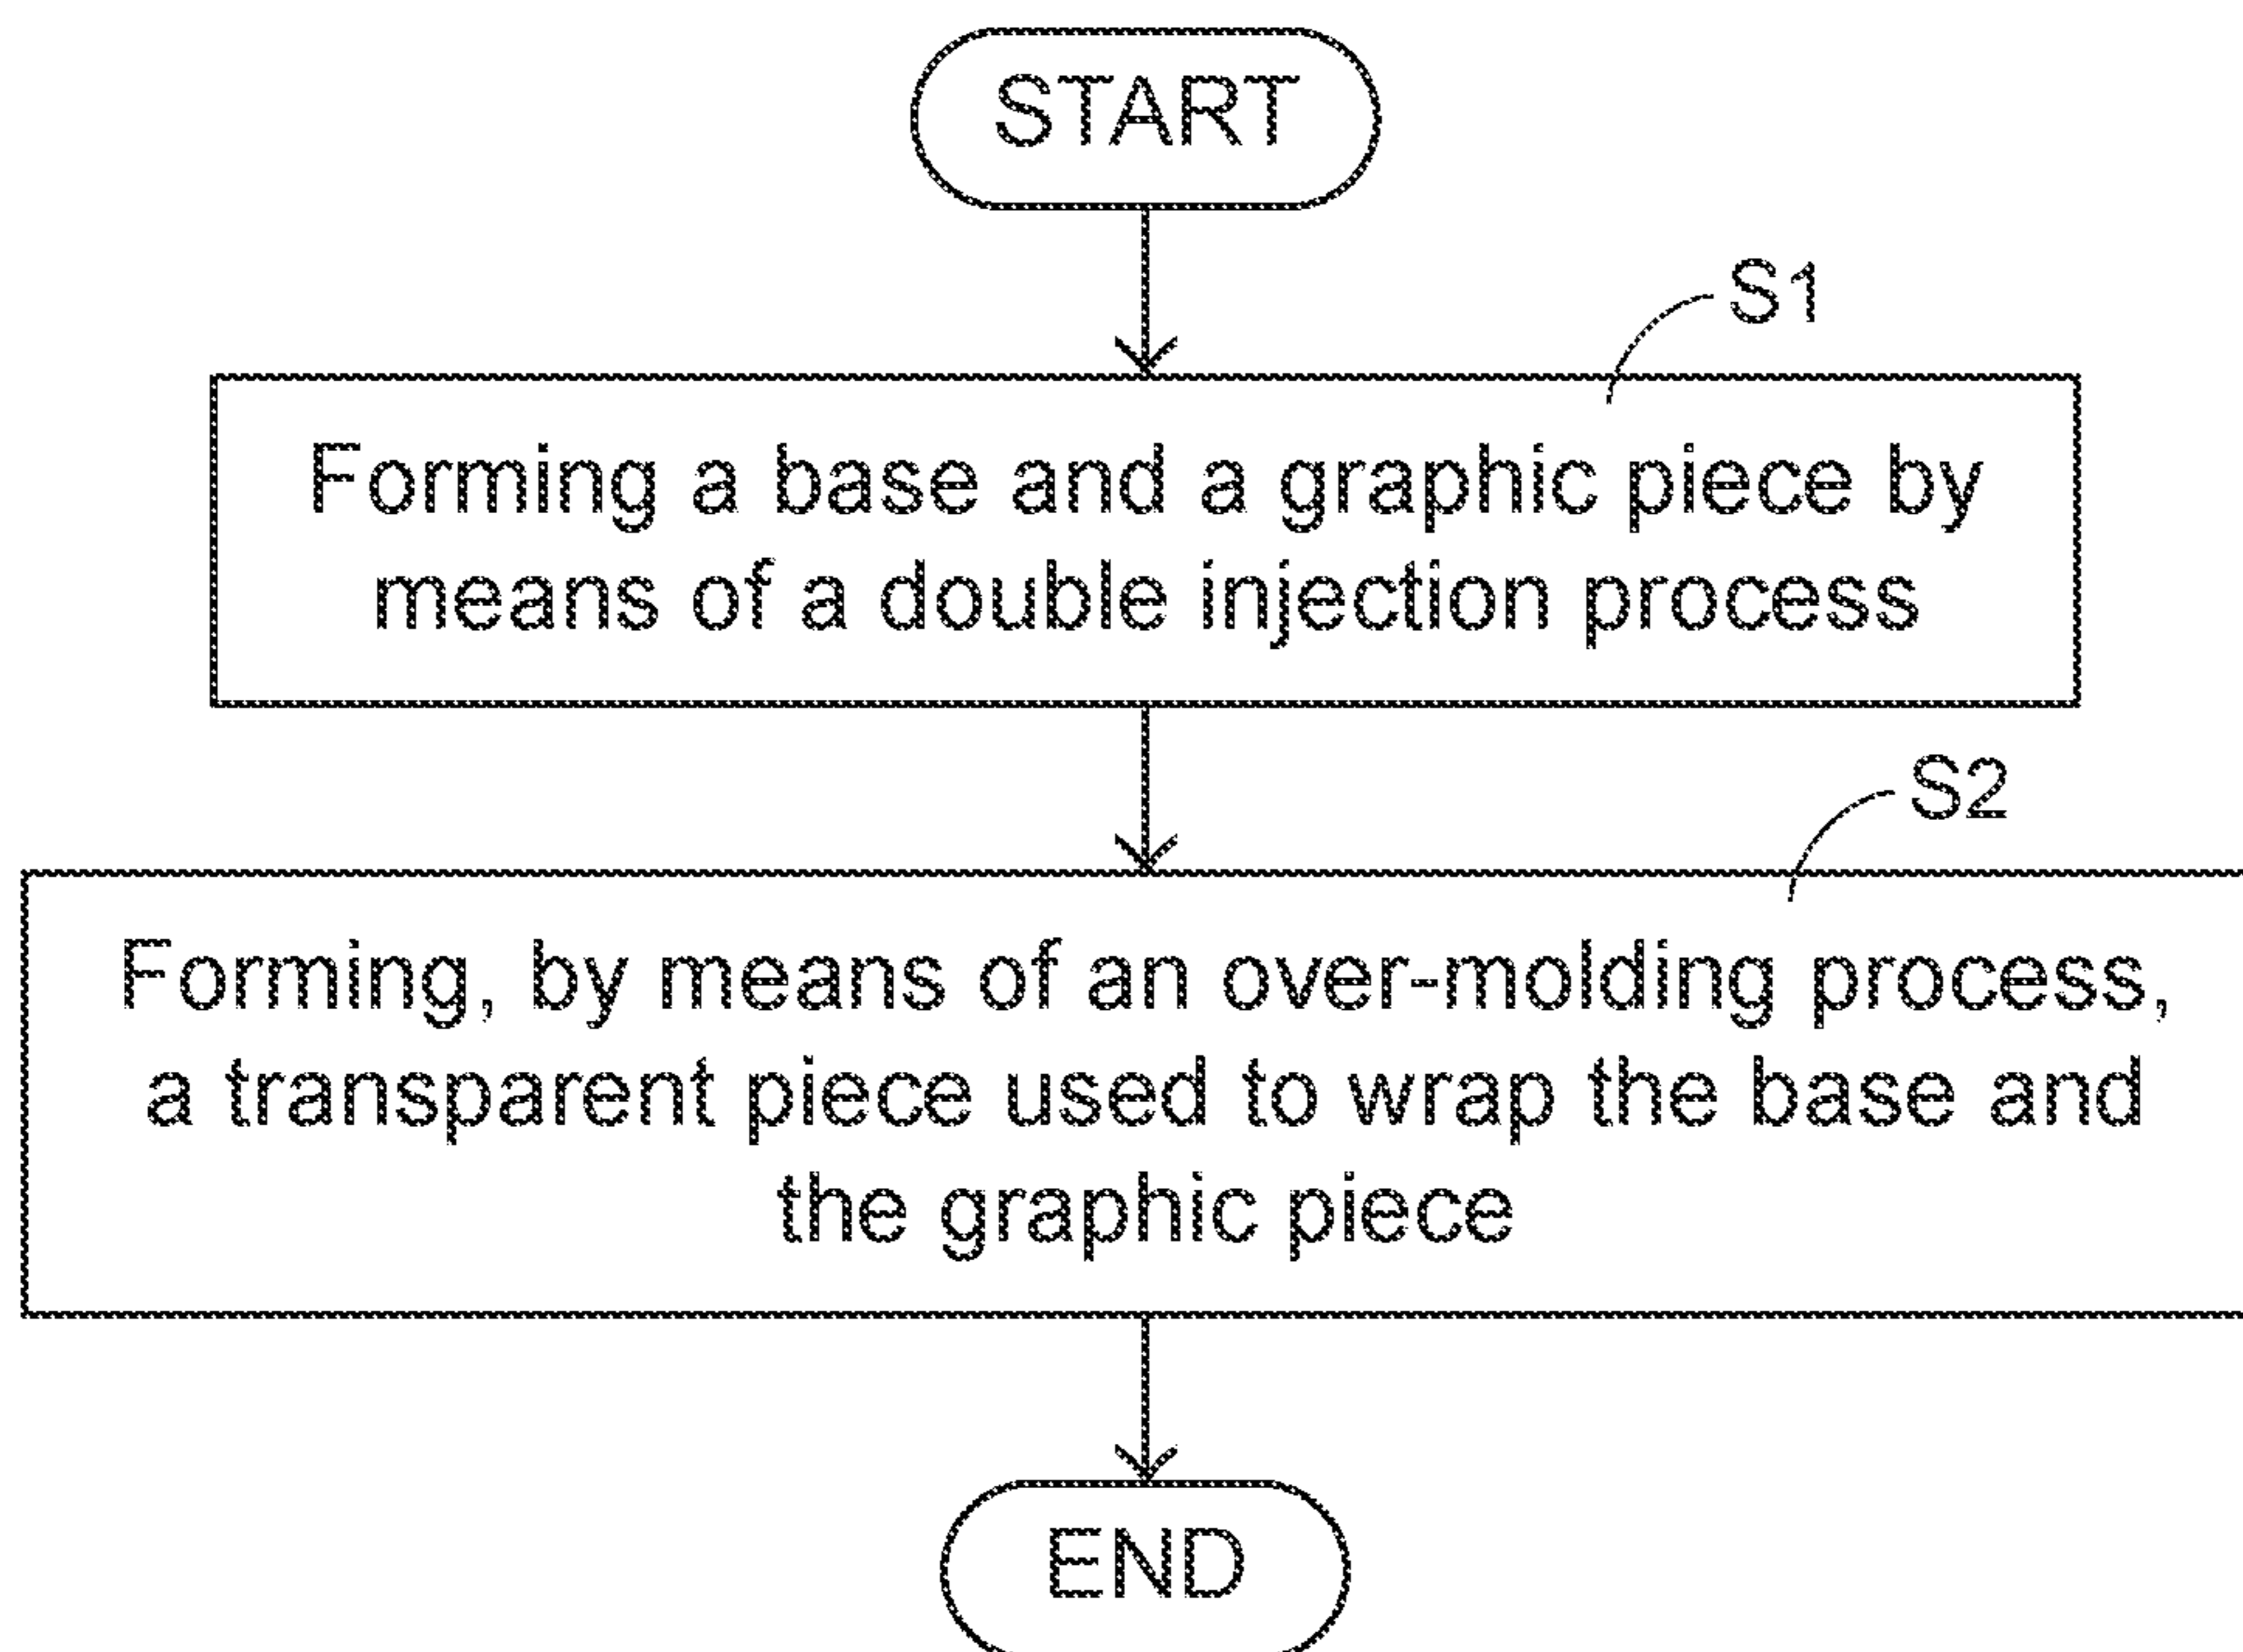 START
S1
Forming a base and a graphic piece by
means of a double injection process
S2
Forming, by means of an over-molding process,
a transparent piece used to wrap the base and
the graphic piece
END